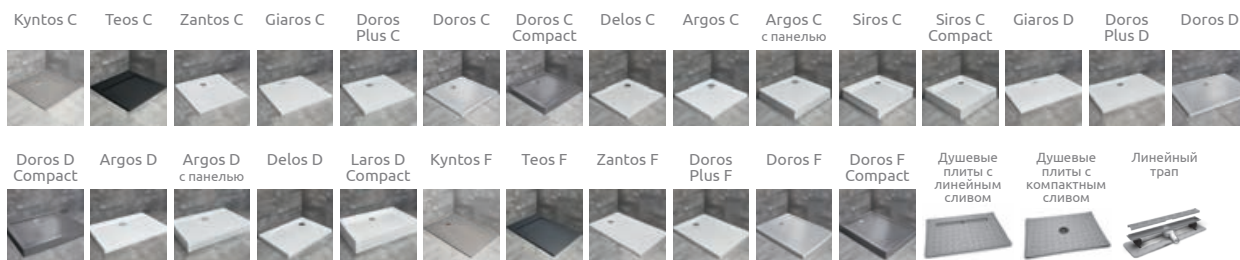 Kyntos C
Teos C
Zantos C
Giaros C
Doros
Plus C
Doros C
Doros C
Compact
Delos C
Argos C
Argos C
с панелью
Siros C
Siros C
Compact
Giaros D
Doros
Plus D
Doros D
Doros D
Compact
Argos D
Argos D
с панелью
Delos D
Laros D
Compact
Kyntos F
Teos F
Zantos F
Doros
Plus F
Doros F
Doros F
Compact
Душевые
плиты с
линейным
сливом
Душевые
плиты с
компактным
сливом
Линейный
трап